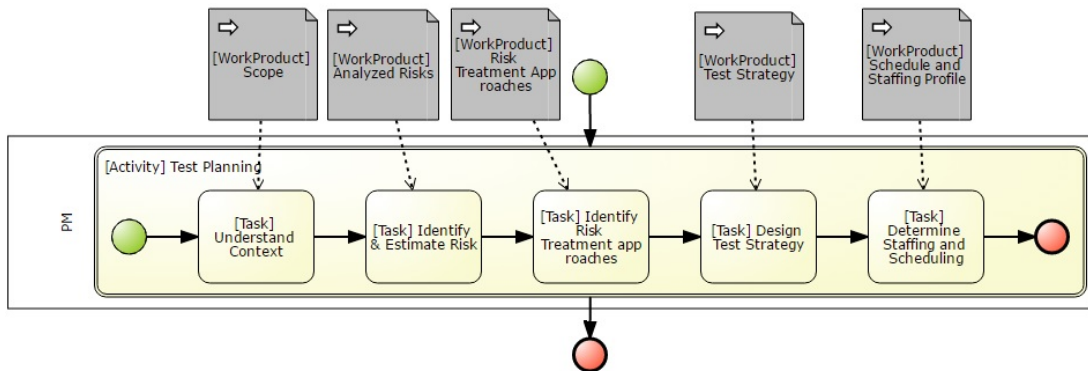 [WorkProduct]
Scope
[WorkProduct]
Analyzed Risks
[WorkProduct]
Risk
Treatment App
roaches
[WorkProduct]
Test Strategy
[WorkProduct]
Schedule and
Staffing Profile
PM
[Activity] Test Planning
[Task]
Understand
Context
[Task] Identify
& Estimate Risk
[Task] Identify
Risk
Treatment app
roaches
[Task] Design
Test Strategy
[Task]
Determine
Staffing and
Scheduling